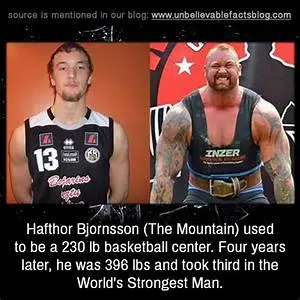 source is mentioned in our blog: www.unbelievablefactsblog.com
13
INZER
Hafthor Bjornsson (The Mountain) used
to be a 230 lb basketball center. Four years
later, he was 396 lbs and took third in the
World's Strongest Man.